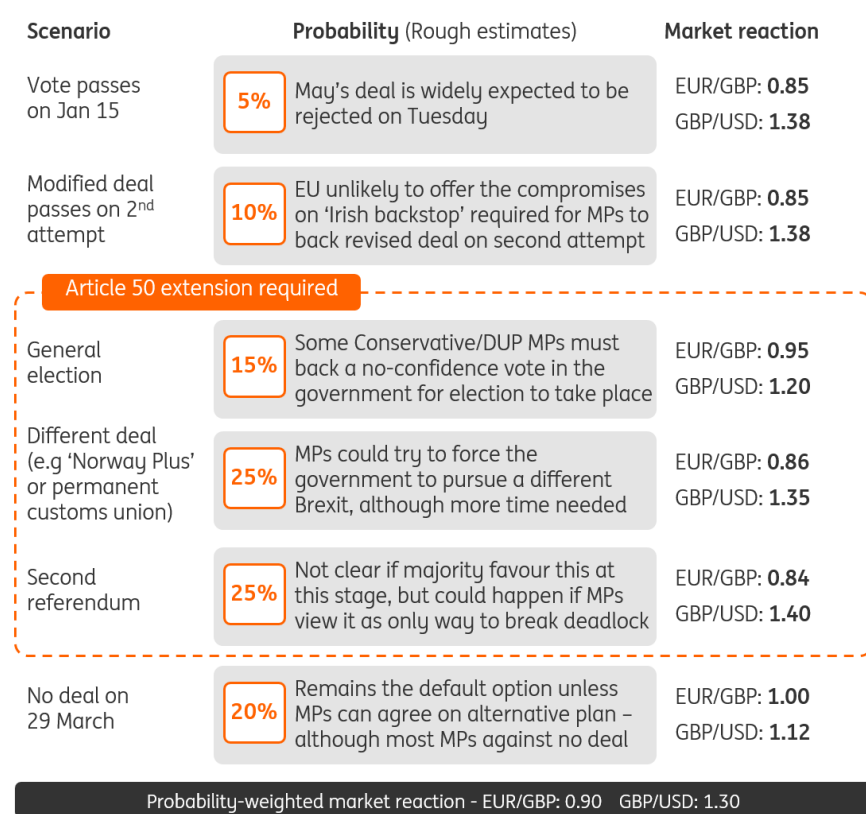 Scenario
Probability (Rough estimates)
Market reaction
Vote passes
on Jan 15
5%
May's deal is widely expected to be
rejected on Tuesday
EUR/GBP: 0.85
GBP/USD: 1.38
Modified deal
passes on 2nd
attempt
10%
EU unlikely to offer the compromises
on 'Irish backstop' required for MPs to
back revised deal on second attempt
EUR/GBP: 0.85
GBP/USD: 1.38
Article 50 extension required
General
election
15%
Some Conservative/DUP MPs must
back a no-confidence vote in the
government for election to take place
EUR/GBP: 0.95
GBP/USD: 1.20
Different deal
(e.g 'Norway Plus'
or permanent
customs union)
25%
MPs could try to force the
government to pursue a different
Brexit, although more time needed
EUR/GBP: 0.86
GBP/USD: 1.35
Second
referendum
25%
Not clear if majority favour this at
this stage, but could happen if MPs
view it as only way to break deadlock
EUR/GBP: 0.84
GBP/USD: 1.40
No deal on
29 March
20%
Remains the default option unless
MPs can agree on alternative plan –
although most MPs against no deal
EUR/GBP: 1.00
GBP/USD: 1.12
Probability-weighted market reaction - EUR/GBP: 0.90 GBP/USD: 1.30